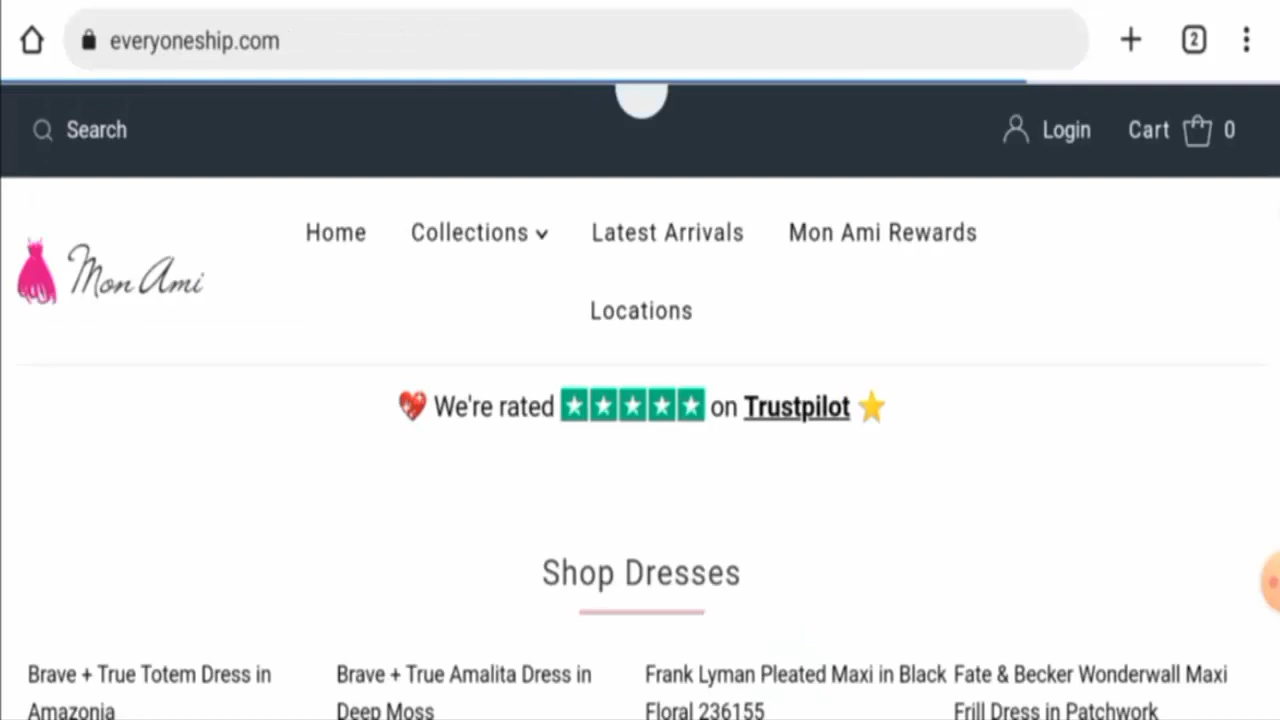 everyoneship.com
2
Search
Login
Cart
0
Home
Collections
Latest Arrivals
Mon Ami Rewards
Mon Ami
Locations
We're rated
on
Trustpilot
Shop Dresses
Brave + True Totem Dress in
Amazonia
Brave + True Amalita Dress in
Deep Moss
Frank Lyman Pleated Maxi in Black
Floral 236155
Fate & Becker Wonderwall Maxi
Frill Dress in Patchwork